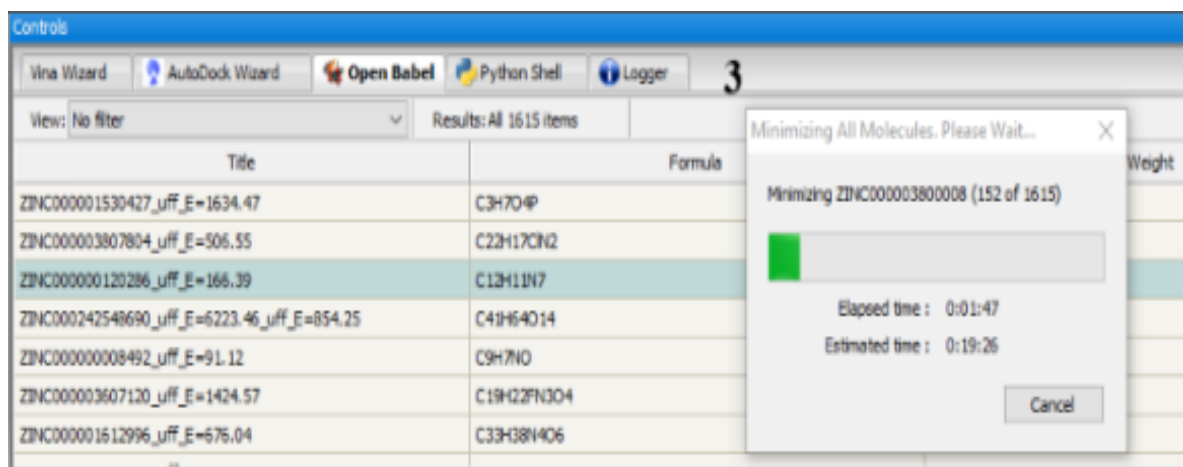 Controls
Vina Wizard AutoDock Wizard Open Babel Python Shell Logger 3
View: No filter Results: All 1615 items
Title Formula Weight
ZINC000001530427_uff_E=1634.47 C3H7O4P
ZINC000003807804_uff_E=506.55 C22H17ClN2
ZINC000000120286_uff_E=166.39 C12H11N7
ZINC000242548690_uff_E=6223.46_uff_E=854.25 C41H64O14
ZINC000000008492_uff_E=91.12 C9H7NO
ZINC000003607120_uff_E=1424.57 C19H22FN3O4
ZINC000001612996_uff_E=676.04 C33H38N4O6
Minimizing All Molecules. Please Wait...
Minimizing ZINC000003800008 (152 of 1615)
Elapsed time : 0:01:47
Estimated time : 0:19:26
Cancel